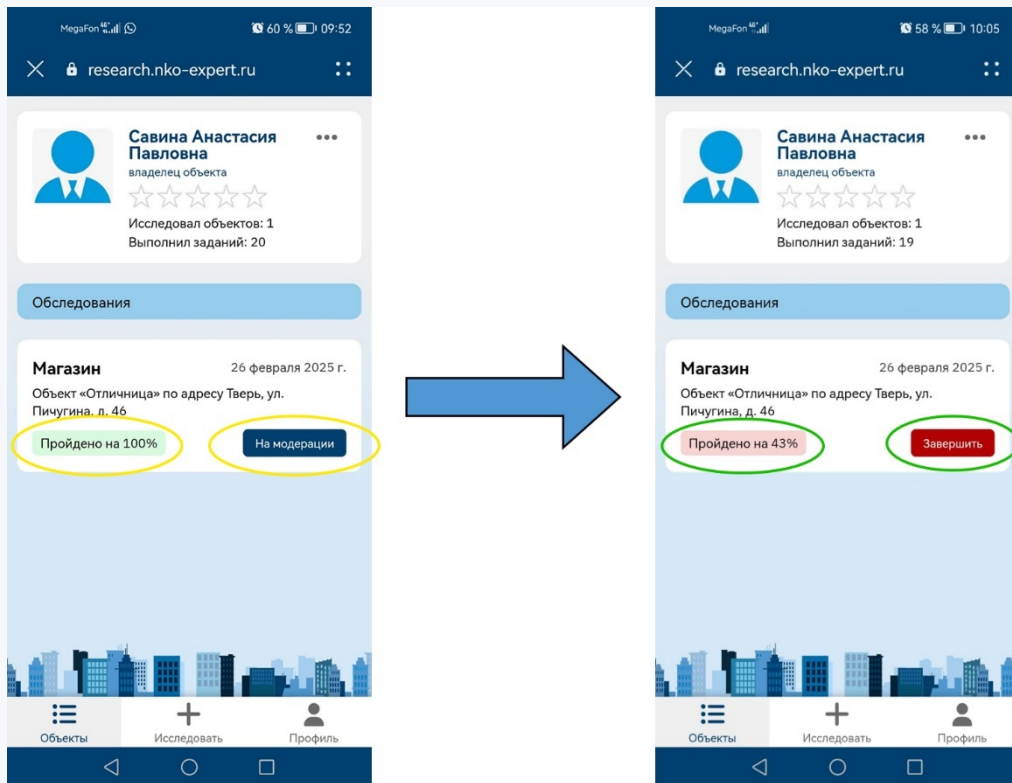 MegaFon 60 % 09:52
research.nko-expert.ru
Савина Анастасия
Павловна
владелец объекта
Исследовал объектов: 1
Выполнил заданий: 20
Обследования
Магазин 26 февраля 2025 г.
Объект «Отличница» по адресу Тверь, ул.
Пичугина, д. 46
Пройдено на 100% На модерации
Объекты Исследовать Профиль
MegaFon 58 % 10:05
research.nko-expert.ru
Савина Анастасия
Павловна
владелец объекта
Исследовал объектов: 1
Выполнил заданий: 19
Обследования
Магазин 26 февраля 2025 г.
Объект «Отличница» по адресу Тверь, ул.
Пичугина, д. 46
Пройдено на 43% Завершить
Объекты Исследовать Профиль